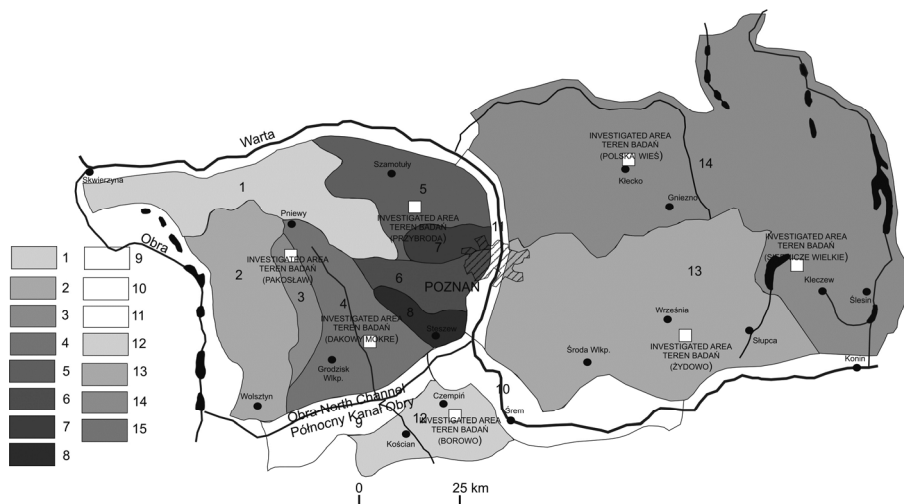 Warta
Skwierzyna
Obra
1
Szamotuły
5
INVESTIGATED AREA
TEREN BADAŃ
(PRZYBRODA)
7
11
INVESTIGATED AREA
TEREN BADAŃ
(POLSKA WIEŚ)
Kłecko
14
Gniezno
Pniewy
INVESTIGATED AREA
TEREN BADAŃ
(PAKOSŁAW)
2
3
4
6
POZNAŃ
8
Stęszew
INVESTIGATED AREA
TEREN BADAŃ
(DAKOWY MOKRE)
Grodzisk
Wlkp.
Wolsztyn
13
INVESTIGATED AREA
TEREN BADAŃ
Kleczew
Ślesin
Września
Słupca
INVESTIGATED AREA
TEREN BADAŃ
(ŻYDOWO)
Środa Wlkp.
Konin
Obra North Channel
Północny Kanał Obry
9
10
Śrem
Czempiń
12
INVESTIGATED AREA
TEREN BADAŃ
(BOROWO)
Kościan
1
2
3
4
5
6
7
8
9
10
11
12
13
14
15
0 25 km